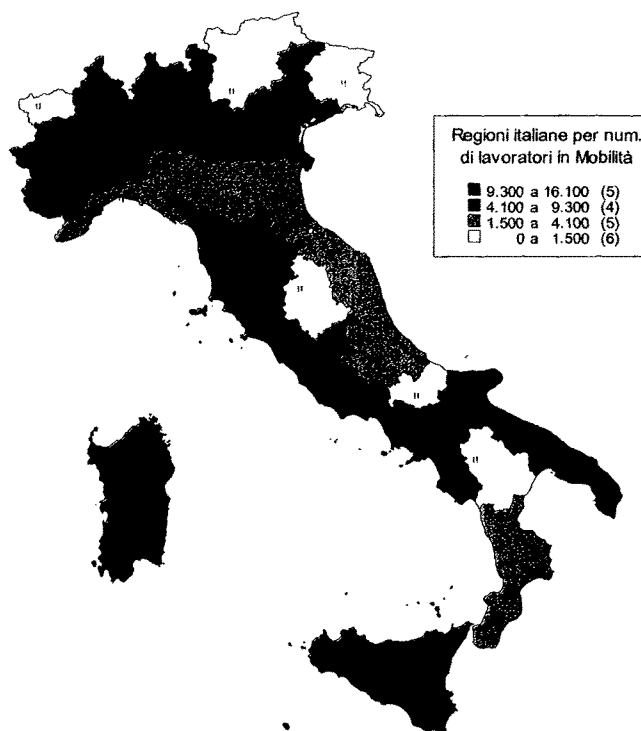 Regioni italiane per num.
di lavoratori in Mobilità
9.300 a 16.100 (5)
4.100 a 9.300 (4)
1.500 a 4.100 (5)
0 a 1.500 (6)